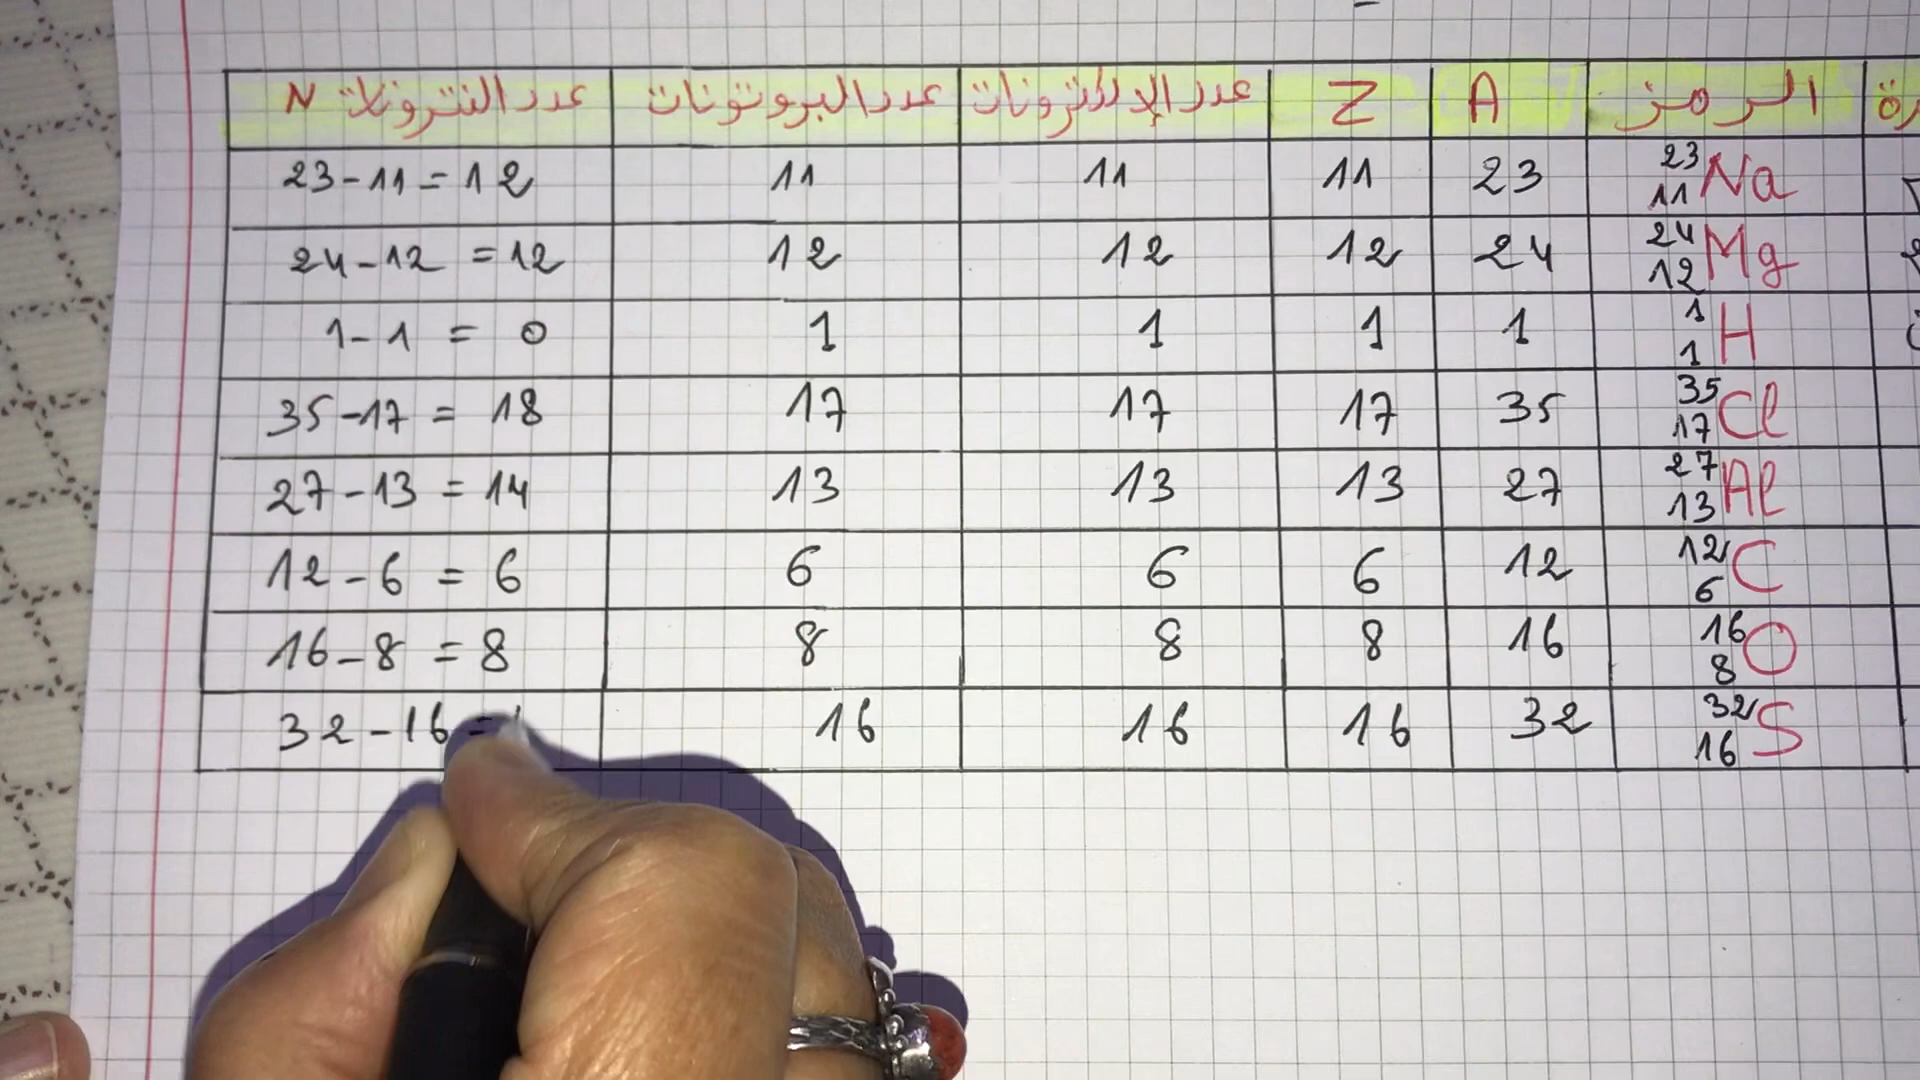 الرمز A Z عدد الإلكترونات عدد البروتونات عدد النترونات N
23 11 Na 23 11 11 11 23-11=12
24 12 Mg 24 12 12 12 24-12=12
1 1 H 1 1 1 1 1-1=0
35 17 Cl 35 17 17 17 35-17=18
27 13 Al 27 13 13 13 27-13=14
12 6 C 12 6 6 6 12-6=6
16 8 O 16 8 8 8 16-8=8
32 16 S 32 16 16 16 32-16=